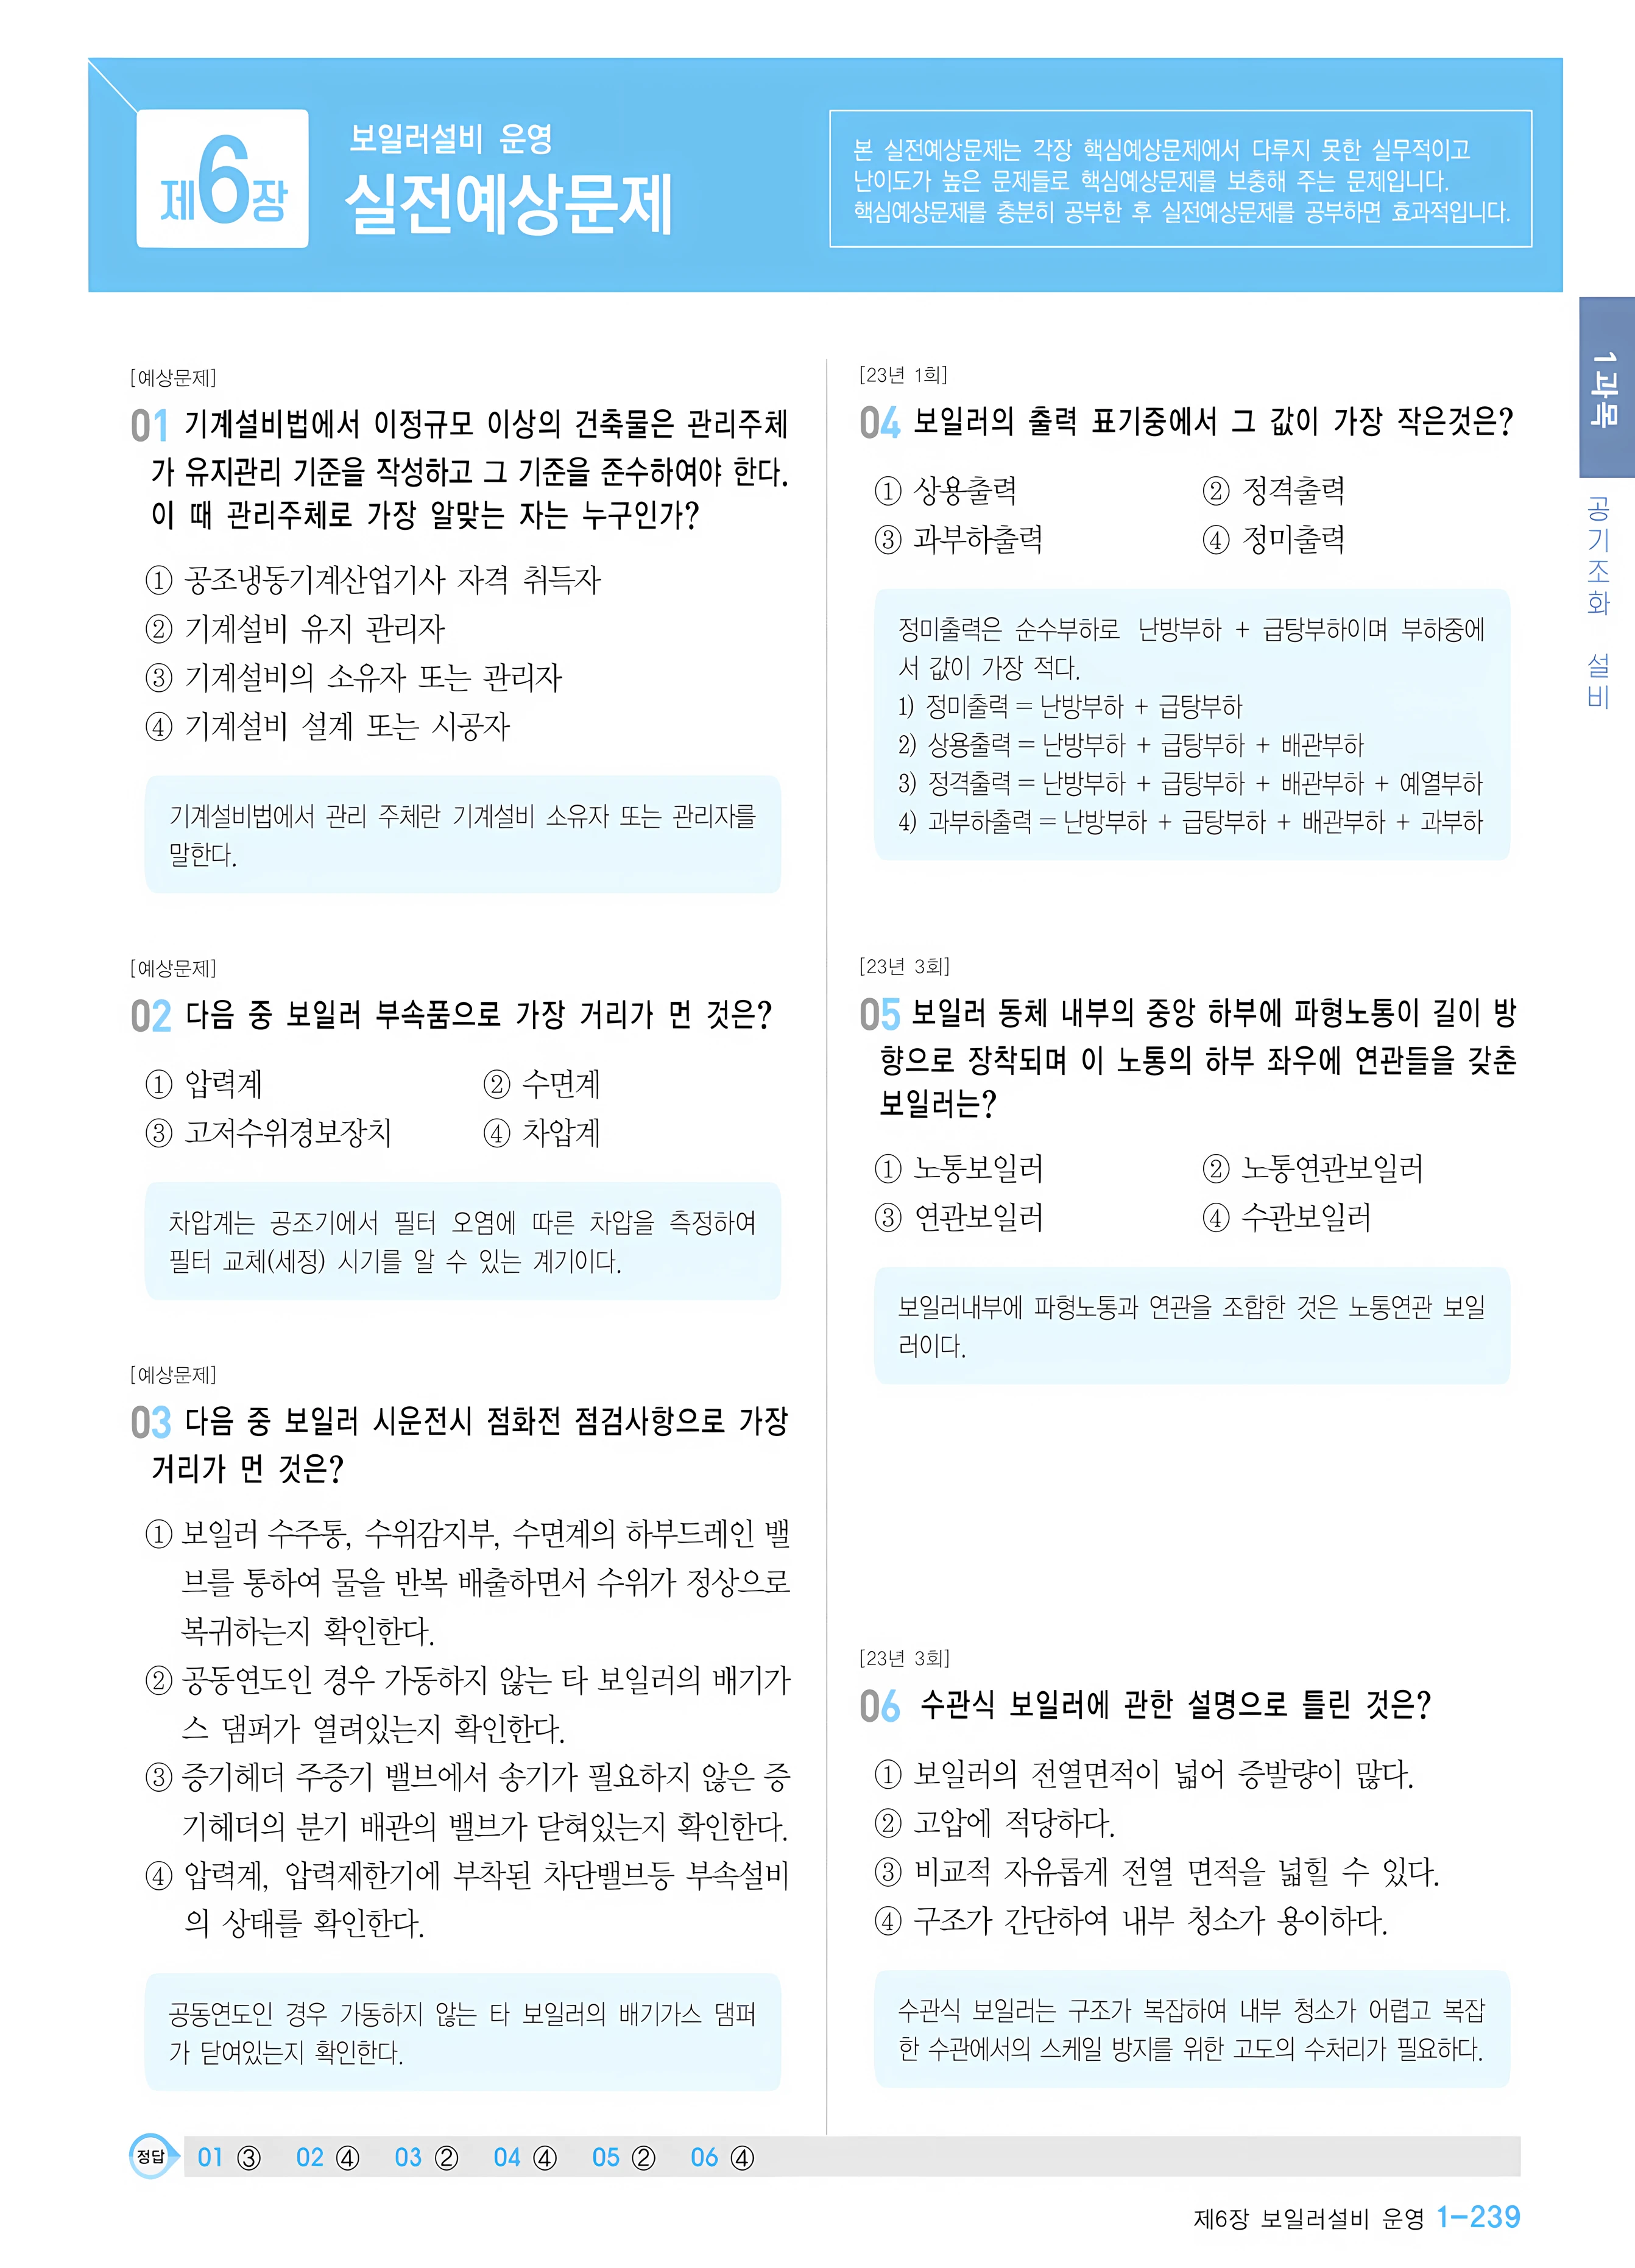 제6장
보일러설비 운영
실전예상문제
본 실전예상문제는 각장 핵심예상문제에서 다루지 못한 실무적이고
난이도가 높은 문제들로 핵심예상문제를 보충해 주는 문제입니다.
핵심예상문제를 충분히 공부한 후 실전예상문제를 공부하면 효과적입니다.
1과목
공기조화 설비
[예상문제]
01 기계설비법에서 이정규모 이상의 건축물은 관리주체
가 유지관리 기준을 작성하고 그 기준을 준수하여야 한다.
이 때 관리주체로 가장 알맞는 자는 누구인가?
① 공조냉동기계산업기사 자격 취득자
② 기계설비 유지 관리자
③ 기계설비의 소유자 또는 관리자
④ 기계설비 설계 또는 시공자
기계설비법에서 관리 주체란 기계설비 소유자 또는 관리자를
말한다.
[예상문제]
02 다음 중 보일러 부속품으로 가장 거리가 먼 것은?
① 압력계 ② 수면계
③ 고저수위경보장치 ④ 차압계
차압계는 공조기에서 필터 오염에 따른 차압을 측정하여
필터 교체(세정) 시기를 알 수 있는 계기이다.
[예상문제]
03 다음 중 보일러 시운전시 점화전 점검사항으로 가장
거리가 먼 것은?
① 보일러 수주통, 수위감지부, 수면계의 하부드레인 밸
브를 통하여 물을 반복 배출하면서 수위가 정상으로
복귀하는지 확인한다.
② 공동연도인 경우 가동하지 않는 타 보일러의 배기가
스 댐퍼가 열려있는지 확인한다.
③ 증기헤더 주증기 밸브에서 송기가 필요하지 않은 증
기헤더의 분기 배관의 밸브가 닫혀있는지 확인한다.
④ 압력계, 압력제한기에 부착된 차단밸브등 부속설비
의 상태를 확인한다.
공동연도인 경우 가동하지 않는 타 보일러의 배기가스 댐퍼
가 닫여있는지 확인한다.
[23년 1회]
04 보일러의 출력 표기중에서 그 값이 가장 작은것은?
① 상용출력 ② 정격출력
③ 과부하출력 ④ 정미출력
정미출력은 순수부하로 난방부하 + 급탕부하이며 부하중에
서 값이 가장 적다.
1) 정미출력 = 난방부하 + 급탕부하
2) 상용출력 = 난방부하 + 급탕부하 + 배관부하
3) 정격출력 = 난방부하 + 급탕부하 + 배관부하 + 예열부하
4) 과부하출력 = 난방부하 + 급탕부하 + 배관부하 + 과부하
[23년 3회]
05 보일러 동체 내부의 중앙 하부에 파형노통이 길이 방
향으로 장착되며 이 노통의 하부 좌우에 연관들을 갖춘
보일러는?
① 노통보일러 ② 노통연관보일러
③ 연관보일러 ④ 수관보일러
보일러내부에 파형노통과 연관을 조합한 것은 노통연관 보일
러이다.
[23년 3회]
06 수관식 보일러에 관한 설명으로 틀린 것은?
① 보일러의 전열면적이 넓어 증발량이 많다.
② 고압에 적당하다.
③ 비교적 자유롭게 전열 면적을 넓힐 수 있다.
④ 구조가 간단하여 내부 청소가 용이하다.
수관식 보일러는 구조가 복잡하여 내부 청소가 어렵고 복잡
한 수관에서의 스케일 방지를 위한 고도의 수처리가 필요하다.
정답 01 ③ 02 ④ 03 ② 04 ④ 05 ② 06 ④
제6장 보일러설비 운영 1-239